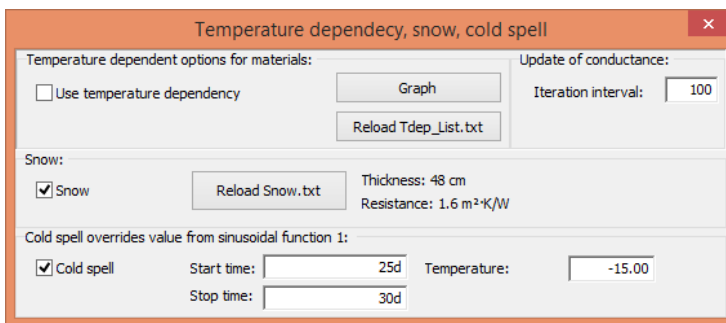 Temperature dependecy, snow, cold spell
Temperature dependent options for materials:
Update of conductance:
Use temperature dependency
Graph
Iteration interval: 100
Reload Tdep_List.txt
Snow:
Snow
Reload Snow.txt
Thickness: 48 cm
Resistance: 1.6 m²·K/W
Cold spell overrides value from sinusoidal function 1:
Cold spell
Start time: 25d
Temperature: -15.00
Stop time: 30d